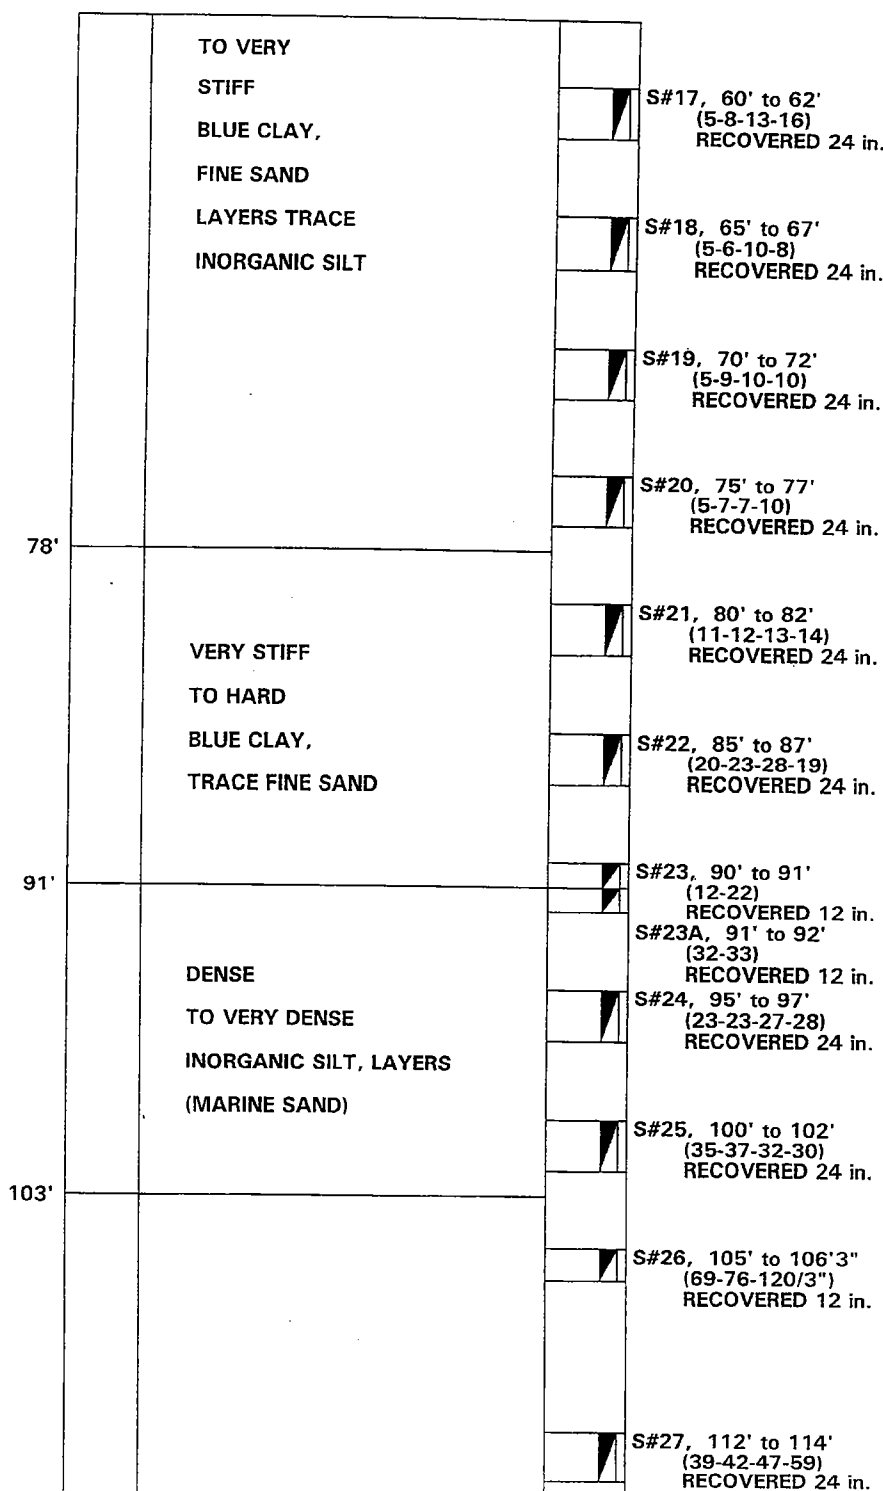 TO VERY
STIFF
BLUE CLAY,
FINE SAND
LAYERS TRACE
INORGANIC SILT
S#17, 60' to 62'
(5-8-13-16)
RECOVERED 24 in.
S#18, 65' to 67'
(5-6-10-8)
RECOVERED 24 in.
S#19, 70' to 72'
(5-9-10-10)
RECOVERED 24 in.
S#20, 75' to 77'
(5-7-7-10)
RECOVERED 24 in.
78'
VERY STIFF
TO HARD
BLUE CLAY,
TRACE FINE SAND
S#21, 80' to 82'
(11-12-13-14)
RECOVERED 24 in.
S#22, 85' to 87'
(20-23-28-19)
RECOVERED 24 in.
S#23, 90' to 91'
(12-22)
RECOVERED 12 in.
91'
DENSE
TO VERY DENSE
INORGANIC SILT, LAYERS
(MARINE SAND)
S#23A, 91' to 92'
(32-33)
RECOVERED 12 in.
S#24, 95' to 97'
(23-23-27-28)
RECOVERED 24 in.
S#25, 100' to 102'
(35-37-32-30)
RECOVERED 24 in.
103'
S#26, 105' to 106'3"
(69-76-120/3")
RECOVERED 12 in.
S#27, 112' to 114'
(39-42-47-59)
RECOVERED 24 in.